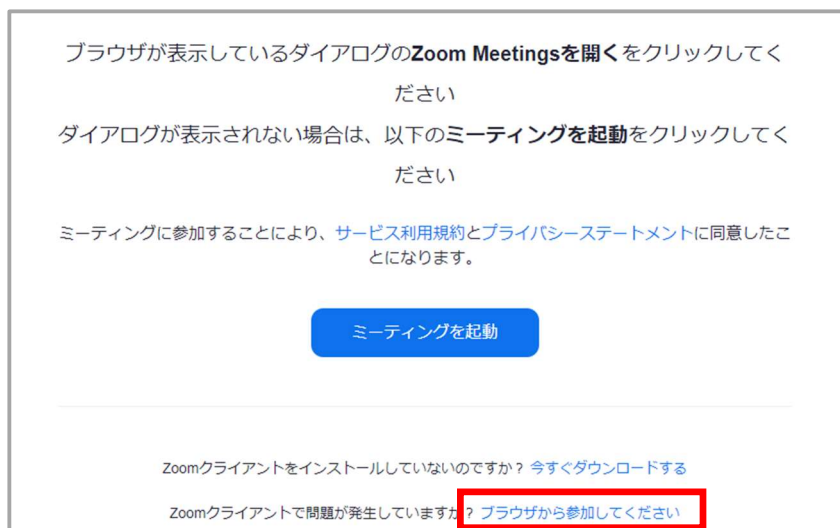 ブラウザが表示しているダイアログのZoom Meetingsを開くをクリックしてく
ださい
ダイアログが表示されない場合は、以下のミーティングを起動をクリックしてく
ださい
ミーティングに参加することにより、サービス利用規約とプライバシーステートメントに同意したこ
とになります。
ミーティングを起動
Zoomクライアントをインストールしていないのですか？ 今すぐダウンロードする
Zoomクライアントで問題が発生していますか？ ブラウザから参加してください